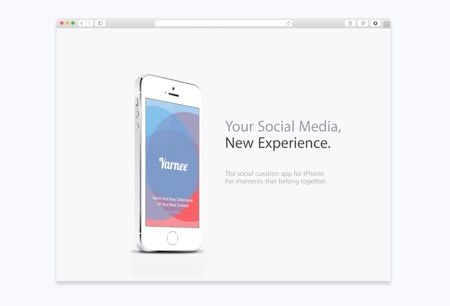 Yarnee
Quick And Easy Collections
Of Your Best Content
Your Social Media,
New Experience.
The social curation app for iPhone.
For moments that belong together.